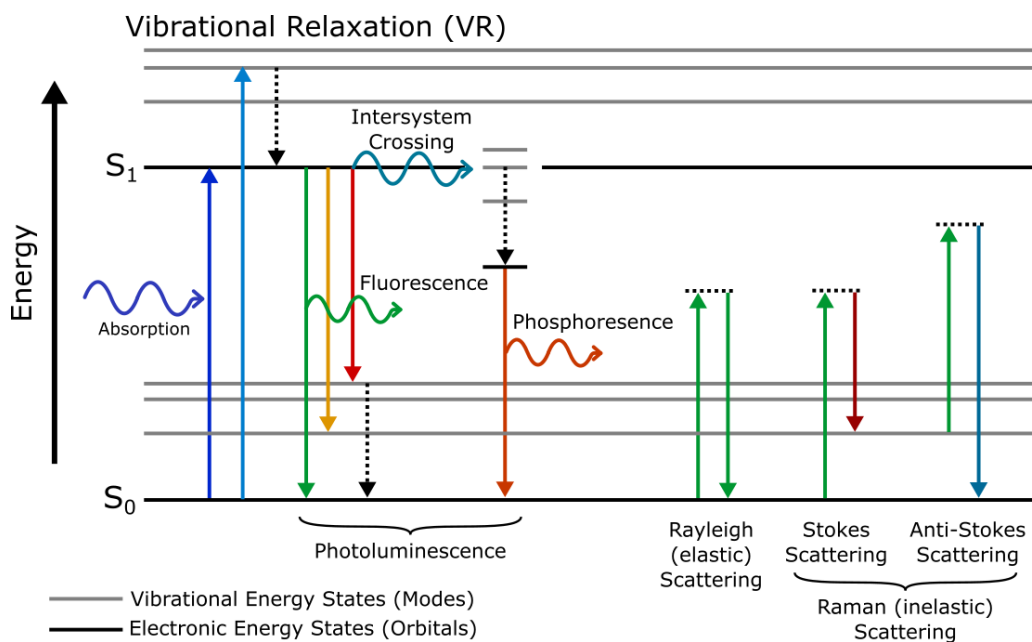 Vibrational Relaxation (VR)
Energy
S₁
S₀
Intersystem
Crossing
Absorption
Fluorescence
Phosphoresence
Photoluminescence
Rayleigh
(elastic)
Scattering
Stokes
Scattering
Anti-Stokes
Scattering
Raman (inelastic)
Scattering
Vibrational Energy States (Modes)
Electronic Energy States (Orbitals)